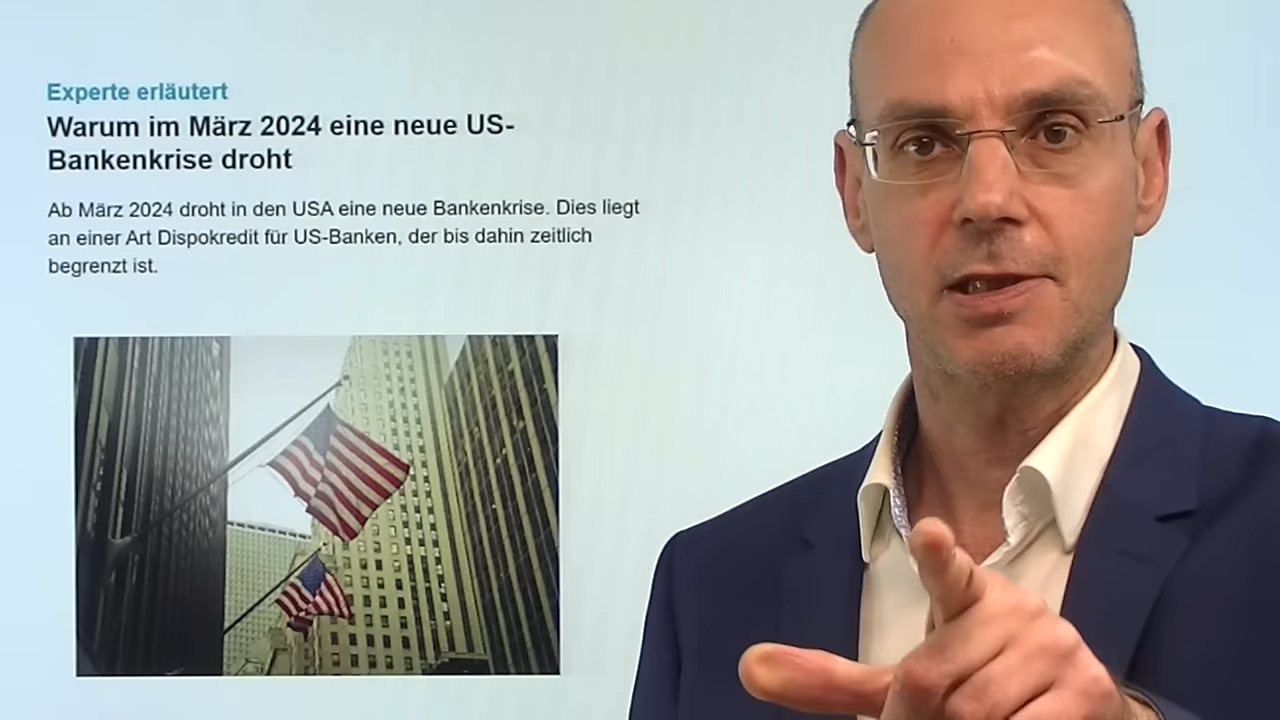 Experte erläutert
Warum im März 2024 eine neue US-
Bankenkrise droht
Ab März 2024 droht in den USA eine neue Bankenkrise. Dies liegt
an einer Art Dispokredit für US-Banken, der bis dahin zeitlich
begrenzt ist.